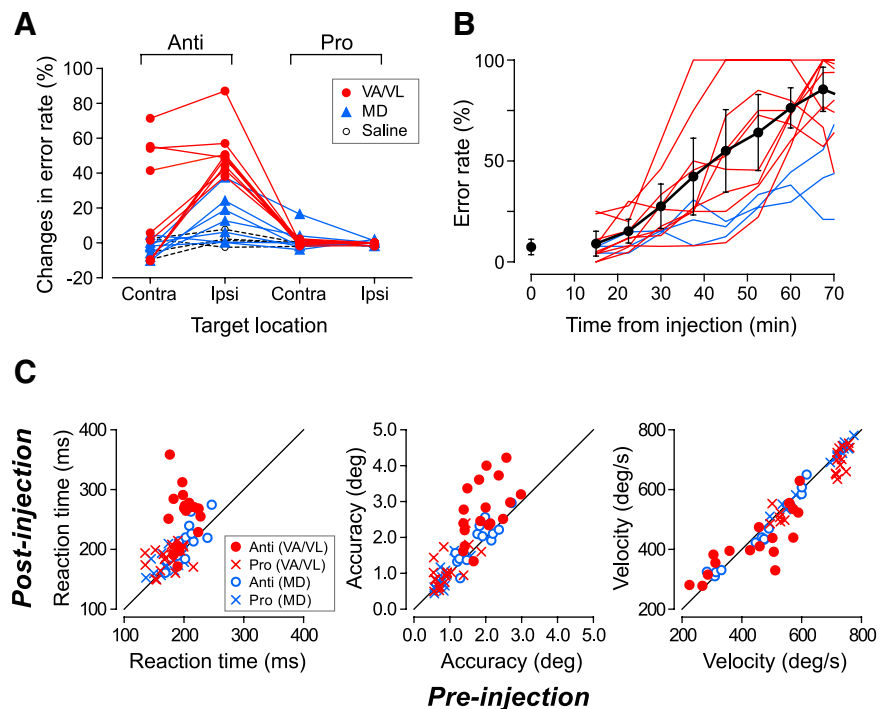 A
Anti
Pro
Changes in error rate (%)
100
80
60
40
20
0
-20
VA/VL
MD
Saline
Contra
Ipsi
Contra
Ipsi
Target location
B
Error rate (%)
100
50
0
0
10
20
30
40
50
60
70
Time from injection (min)
C
Post-injection
Reaction time (ms)
400
300
200
100
100
200
300
400
Reaction time (ms)
Anti (VA/VL)
Pro (VA/VL)
Anti (MD)
Pro (MD)
Accuracy (deg)
5.0
4.0
3.0
2.0
1.0
0.0
0.0
1.0
2.0
3.0
4.0
5.0
Accuracy (deg)
Velocity (deg/s)
800
600
400
200
200
400
600
800
Velocity (deg/s)
Pre-injection